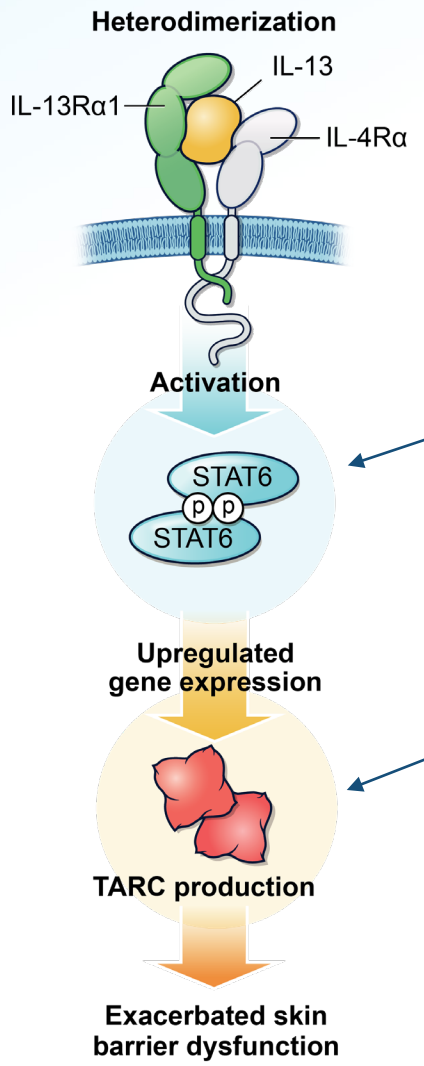 Heterodimerization
IL-13
IL-13Rα1
IL-4Rα
Activation
STAT6
p p
STAT6
Upregulated
gene expression
TARC production
Exacerbated skin
barrier dysfunction